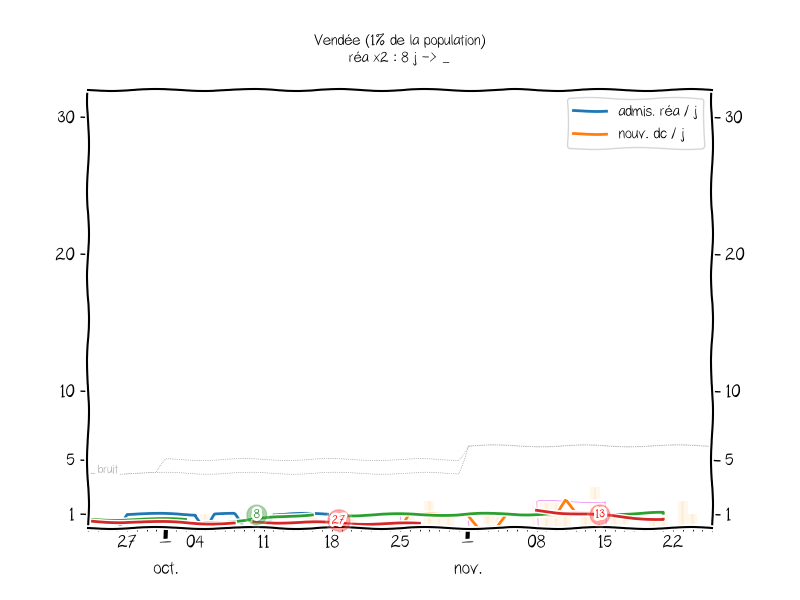 Vendée (1% de la population)
réa x2 : 8 j -> _
admis. réa / j
nouv. dc / j
30 30
20 20
10 10
5 5
bruit
1 1
8 27 13
27 04 11 18 25 08 15 22
oct. nov.